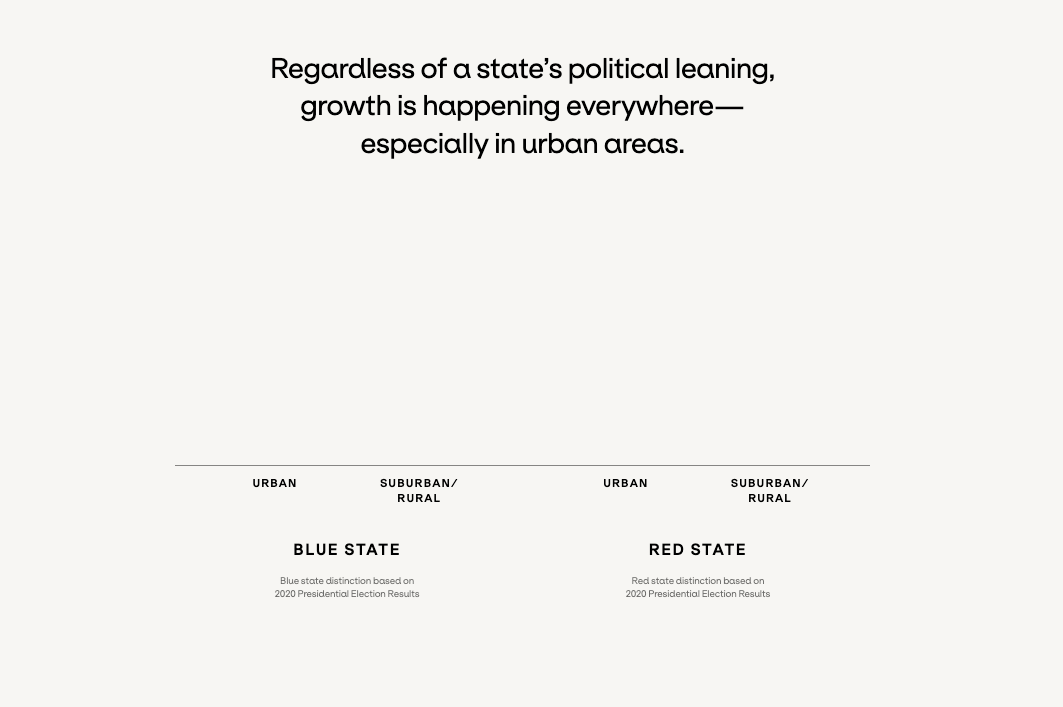 Regardless of a state’s political leaning,
growth is happening everywhere—
especially in urban areas.
URBAN
SUBURBAN/
RURAL
URBAN
SUBURBAN/
RURAL
BLUE STATE
RED STATE
Blue state distinction based on
2020 Presidential Election Results
Red state distinction based on
2020 Presidential Election Results